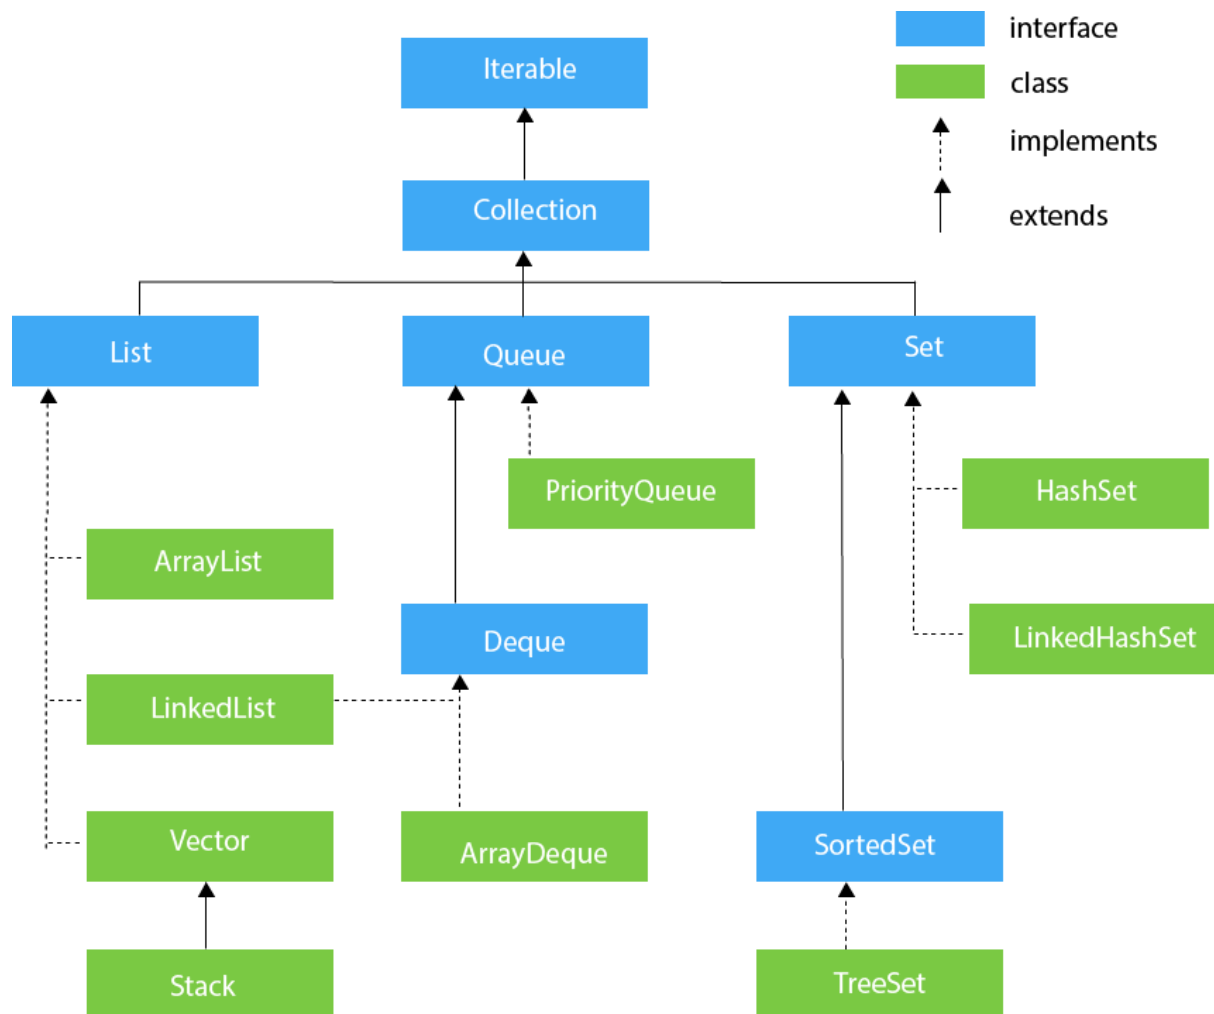 interface
Iterable
class
implements
Collection
extends
List
Queue
Set
PriorityQueue
HashSet
ArrayList
Deque
LinkedHashSet
LinkedList
Vector
ArrayDeque
SortedSet
Stack
TreeSet